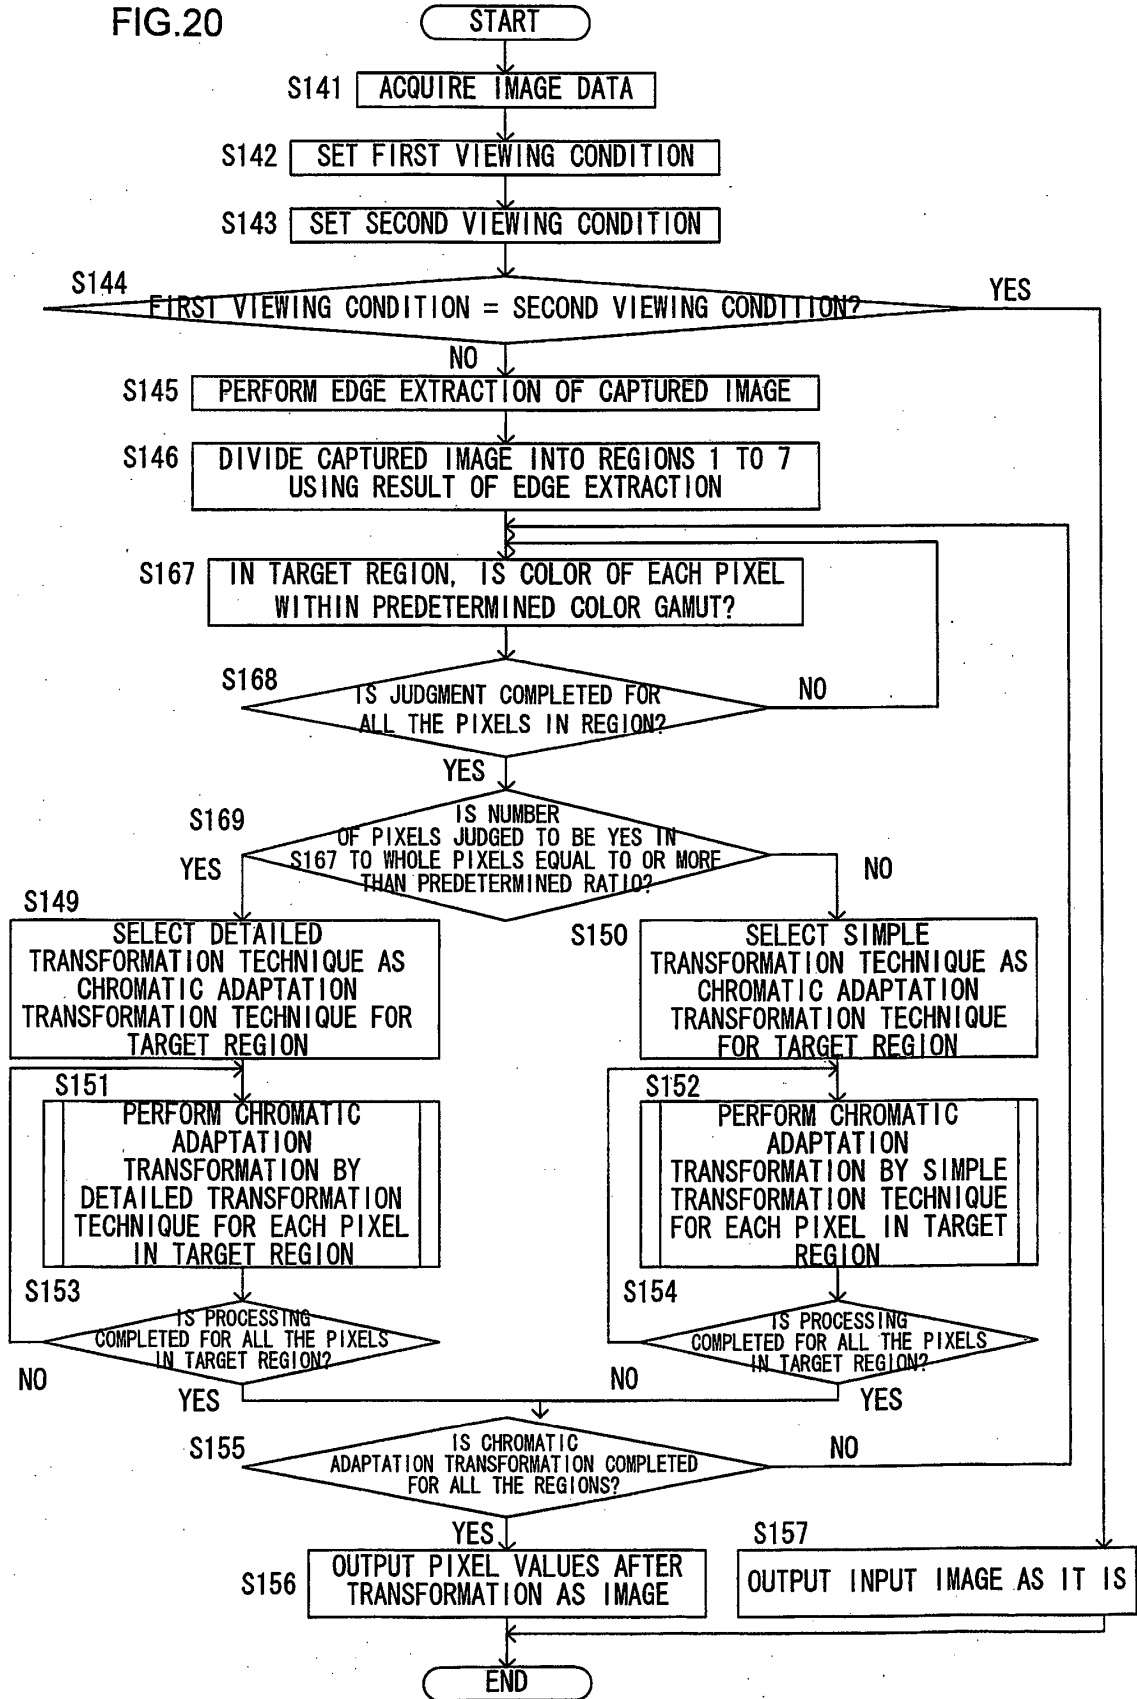 FIG.20
START
S141
ACQUIRE IMAGE DATA
S142
SET FIRST VIEWING CONDITION
S143
SET SECOND VIEWING CONDITION
S144
FIRST VIEWING CONDITION = SECOND VIEWING CONDITION?
YES
NO
S145
PERFORM EDGE EXTRACTION OF CAPTURED IMAGE
S146
DIVIDE CAPTURED IMAGE INTO REGIONS 1 TO 7
USING RESULT OF EDGE EXTRACTION
S167
IN TARGET REGION, IS COLOR OF EACH PIXEL
WITHIN PREDETERMINED COLOR GAMUT?
S168
IS JUDGMENT COMPLETED FOR
ALL THE PIXELS IN REGION?
NO
YES
S169
IS NUMBER
OF PIXELS JUDGED TO BE YES IN
S167 TO WHOLE PIXELS EQUAL TO OR MORE
THAN PREDETERMINED RATIO?
YES
NO
S149
SELECT DETAILED
TRANSFORMATION TECHNIQUE AS
CHROMATIC ADAPTATION
TRANSFORMATION TECHNIQUE FOR
TARGET REGION
S150
SELECT SIMPLE
TRANSFORMATION TECHNIQUE AS
CHROMATIC ADAPTATION
TRANSFORMATION TECHNIQUE
FOR TARGET REGION
S151
PERFORM CHROMATIC
ADAPTATION
TRANSFORMATION BY
DETAILED TRANSFORMATION
TECHNIQUE FOR EACH PIXEL
IN TARGET REGION
S152
PERFORM CHROMATIC
ADAPTATION
TRANSFORMATION BY SIMPLE
TRANSFORMATION TECHNIQUE
FOR EACH PIXEL IN TARGET
REGION
S153
IS PROCESSING
COMPLETED FOR ALL THE PIXELS
IN TARGET REGION?
NO
YES
S154
IS PROCESSING
COMPLETED FOR ALL THE PIXELS
IN TARGET REGION?
NO
YES
S155
IS CHROMATIC
ADAPTATION TRANSFORMATION COMPLETED
FOR ALL THE REGIONS?
NO
YES
S156
OUTPUT PIXEL VALUES AFTER
TRANSFORMATION AS IMAGE
S157
OUTPUT INPUT IMAGE AS IT IS
END